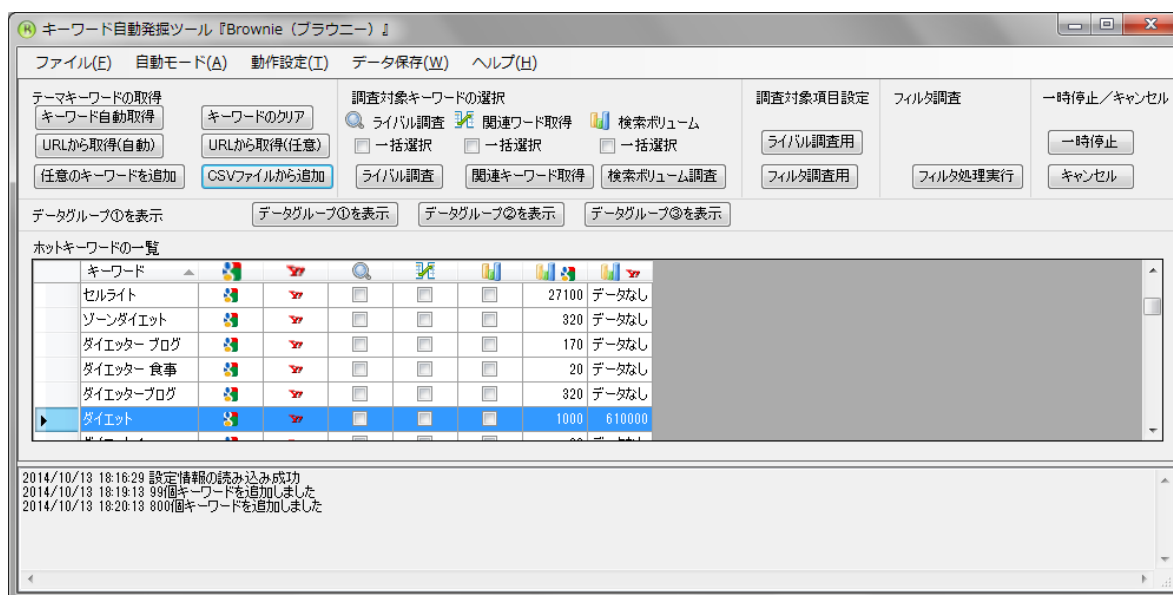 キーワード自動発掘ツール『Brownie（ブラウニー）』
ファイル(F) 自動モード(A) 動作設定(T) データ保存(W) ヘルプ(H)
テーマキーワードの取得 調査対象キーワードの選択 調査対象項目設定 フィルタ調査 一時停止／キャンセル
キーワード自動取得 キーワードのクリア ライバル調査 関連ワード取得 検索ボリューム
URLから取得(自動) URLから取得(任意) 一括選択 一括選択 一括選択 ライバル調査用 一時停止
任意のキーワードを追加 CSVファイルから追加 ライバル調査 関連キーワード取得 検索ボリューム調査 フィルタ調査用 フィルタ処理実行 キャンセル
データグループ①を表示 データグループ①を表示 データグループ②を表示 データグループ③を表示
ホットキーワードの一覧
キーワード
セルライト 27100 データなし
ゾーンダイエット 320 データなし
ダイエッター ブログ 170 データなし
ダイエッター 食事 20 データなし
ダイエッターブログ 320 データなし
ダイエット 1000 610000
2014/10/13 18:16:29 設定情報の読み込み成功
2014/10/13 18:19:13 99個キーワードを追加しました
2014/10/13 18:20:13 800個キーワードを追加しました